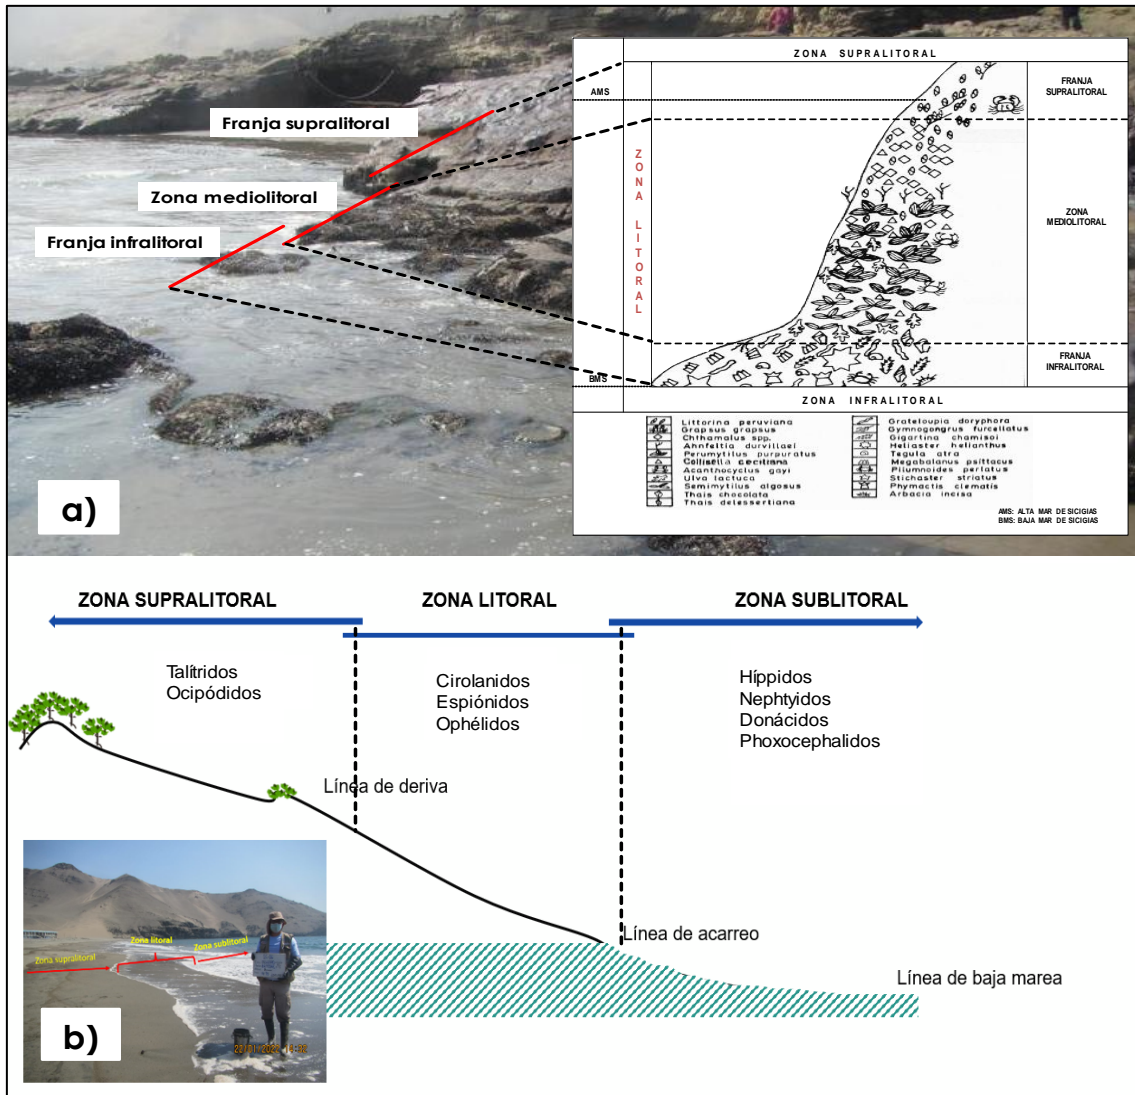 ZONA SUPRALITORAL
AMS
FRANJA
SUPRALITORAL
Franja supralitoral
Zona mediolitoral
Franja infralitoral
ZONA LITORAL
ZONA
MEDIOLITORAL
FRANJA
INFRALITORAL
BMS
ZONA INFRALITORAL
Littorina peruviana
Grapsus grapsus
Chthamalus spp.
Ahnfeltia durvillaei
Perumytilus purpuratus
Collisella
Acanthocyclus gayi
Ulva lactuca
Semimytilus algosus
Thais chocolata
Thais delessertiana
Grateloupia doryphora
Gymnogongrus furcellatus
Gigartina chamisoi
Heliaster helianthus
Tegula atra
Megabalanus psittacus
Pilumnoides perlatus
Stichaster striatus
Phymactis clematis
Arbacia incisa
AMS: ALTA MAR DE SICIGIAS
BMS: BAJA MAR DE SICIGIAS
a)
ZONA SUPRALITORAL
ZONA LITORAL
ZONA SUBLITORAL
Talítridos
Ocipódidos
Cirolanidos
Espiónidos
Ophélidos
Híppidos
Nephtyidos
Donácidos
Phoxocephalidos
Línea de deriva
Línea de acarreo
Línea de baja marea
Zona supralitoral
Zona litoral
Zona sublitoral
b)